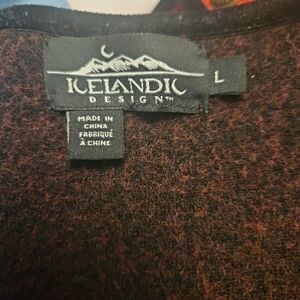 ICELANDIC
DESIGN™
L
MADE IN
CHINA
FABRIQUÉ
À CHINE